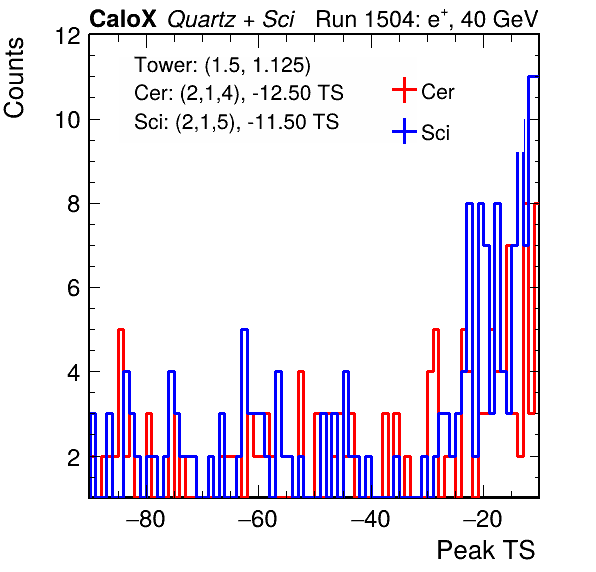 CaloX Quartz + Sci Run 1504: e+, 40 GeV
Counts
12
10
8
6
4
2
Tower: (1.5, 1.125)
Cer: (2,1,4), -12.50 TS
Sci: (2,1,5), -11.50 TS
Cer
Sci
−80 −60 −40 −20
Peak TS